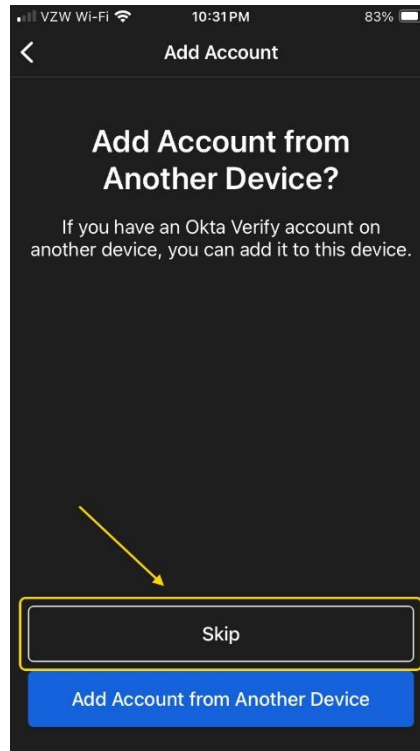 VZW Wi-Fi 10:31 PM 83%
Add Account
Add Account from
Another Device?
If you have an Okta Verify account on
another device, you can add it to this device.
Skip
Add Account from Another Device